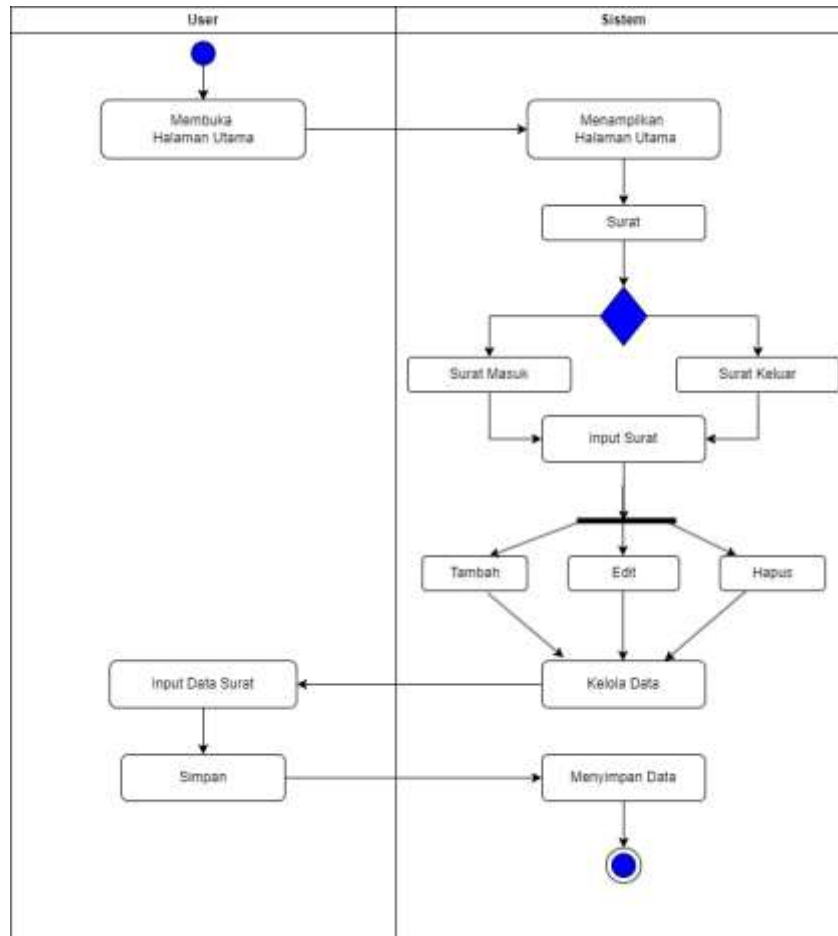 User
Sistem
Membuka
Halaman Utama
Menampilkan
Halaman Utama
Surat
Surat Masuk
Surat Keluar
Input Surat
Tambah
Edit
Hapus
Input Data Surat
Kelola Data
Simpan
Menyimpan Data